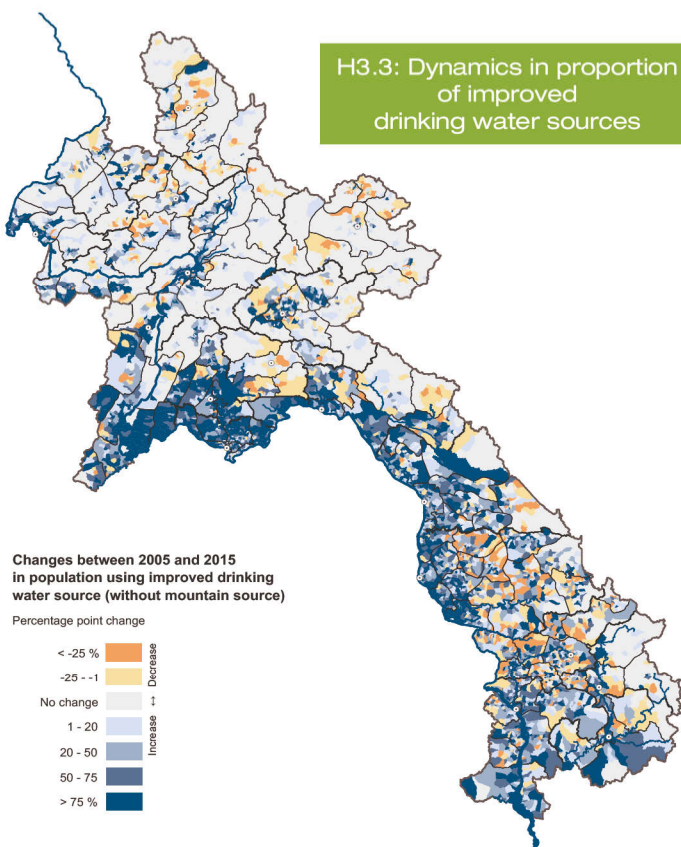 H3.3: Dynamics in proportion
of improved
drinking water sources
Changes between 2005 and 2015
in population using improved drinking
water source (without mountain source)
Percentage point change
< -25 %
-25 - -1
No change
1 - 20
20 - 50
50 - 75
> 75 %
Decrease
↔
Increase